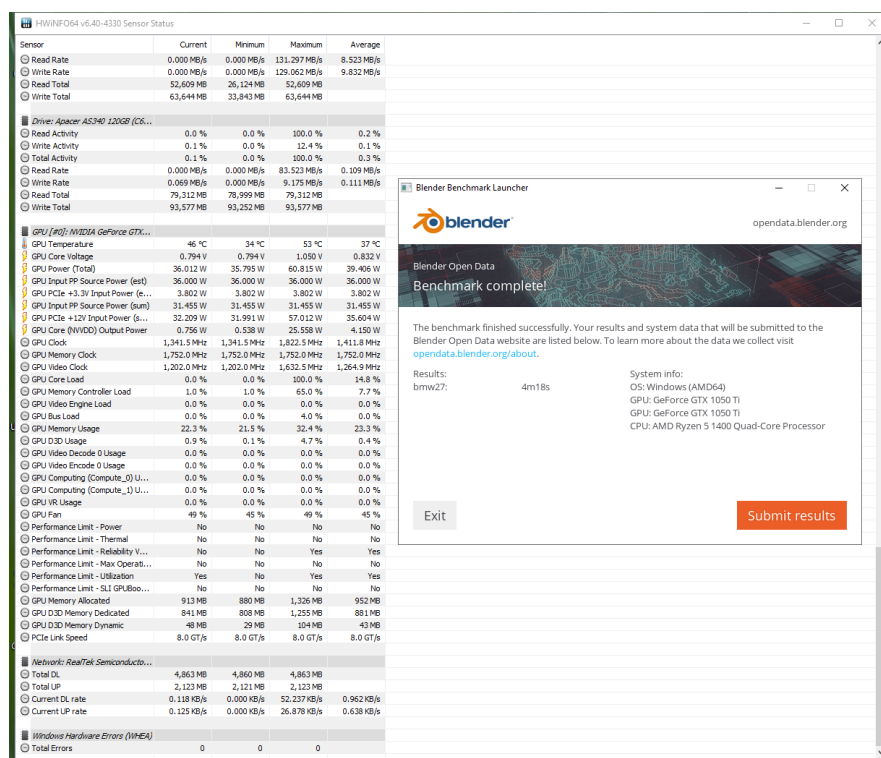 HWiNFO64 v6.40-4330 Sensor Status
Sensor Current Minimum Maximum Average
Read Rate 0.000 MB/s 0.000 MB/s 131.297 MB/s 8.523 MB/s
Write Rate 0.000 MB/s 0.000 MB/s 129.062 MB/s 9.832 MB/s
Read Total 52,609 MB 26,124 MB 52,609 MB
Write Total 63,644 MB 33,843 MB 63,644 MB
Drive: Apacer AS340 120GB (C6...
Read Activity 0.0 % 0.0 % 100.0 % 0.2 %
Write Activity 0.1 % 0.0 % 12.4 % 0.1 %
Total Activity 0.1 % 0.0 % 100.0 % 0.3 %
Read Rate 0.000 MB/s 0.000 MB/s 83.523 MB/s 0.109 MB/s
Write Rate 0.069 MB/s 0.000 MB/s 9.175 MB/s 0.111 MB/s
Read Total 79,312 MB 78,999 MB 79,312 MB
Write Total 93,577 MB 93,252 MB 93,577 MB
GPU [#0]: NVIDIA GeForce GTX...
GPU Temperature 46 °C 34 °C 53 °C 37 °C
GPU Core Voltage 0.794 V 0.794 V 1.050 V 0.832 V
GPU Power (Total) 36.012 W 35.795 W 60.815 W 39.406 W
GPU Input PP Source Power (est) 36.000 W 36.000 W 36.000 W 36.000 W
GPU PCIe +3.3V Input Power (e... 3.802 W 3.802 W 3.802 W 3.802 W
GPU Input PP Source Power (sum) 31.455 W 31.455 W 31.455 W 31.455 W
GPU PCIe +12V Input Power (s... 32.209 W 31.991 W 57.012 W 35.604 W
GPU Core (NVVDD) Output Power 0.756 W 0.538 W 25.558 W 4.150 W
GPU Clock 1,341.5 MHz 1,341.5 MHz 1,822.5 MHz 1,411.8 MHz
GPU Memory Clock 1,752.0 MHz 1,752.0 MHz 1,752.0 MHz 1,752.0 MHz
GPU Video Clock 1,202.0 MHz 1,202.0 MHz 1,632.5 MHz 1,264.9 MHz
GPU Core Load 0.0 % 0.0 % 100.0 % 14.8 %
GPU Memory Controller Load 1.0 % 1.0 % 65.0 % 7.7 %
GPU Video Engine Load 0.0 % 0.0 % 0.0 % 0.0 %
GPU Bus Load 0.0 % 0.0 % 4.0 % 0.0 %
GPU Memory Usage 22.3 % 21.5 % 32.4 % 23.3 %
GPU D3D Usage 0.9 % 0.1 % 4.7 % 0.4 %
GPU Video Decode 0 Usage 0.0 % 0.0 % 0.0 % 0.0 %
GPU Video Encode 0 Usage 0.0 % 0.0 % 0.0 % 0.0 %
GPU Computing (Compute_0) U... 0.0 % 0.0 % 0.0 % 0.0 %
GPU Computing (Compute_1) U... 0.0 % 0.0 % 0.0 % 0.0 %
GPU VR Usage 0.0 % 0.0 % 0.0 % 0.0 %
GPU Fan 49 % 45 % 49 % 45 %
Performance Limit - Power No No No No
Performance Limit - Thermal No No No No
Performance Limit - Reliability V... No No Yes Yes
Performance Limit - Max Operati... No No No No
Performance Limit - Utilization Yes No Yes Yes
Performance Limit - SLI GPUBoo... No No No No
GPU Memory Allocated 913 MB 880 MB 1,326 MB 952 MB
GPU D3D Memory Dedicated 841 MB 808 MB 1,255 MB 881 MB
GPU D3D Memory Dynamic 48 MB 29 MB 104 MB 43 MB
PCIe Link Speed 8.0 GT/s 8.0 GT/s 8.0 GT/s 8.0 GT/s
Network: RealTek Semiconducto...
Total DL 4,863 MB 4,860 MB 4,863 MB
Total UP 2,123 MB 2,121 MB 2,123 MB
Current DL rate 0.118 KB/s 0.000 KB/s 52.237 KB/s 0.962 KB/s
Current UP rate 0.125 KB/s 0.000 KB/s 26.878 KB/s 0.638 KB/s
Windows Hardware Errors (WHEA)
Total Errors 0 0 0
Blender Benchmark Launcher
blender
opendata.blender.org
Blender Open Data
Benchmark complete!
The benchmark finished successfully. Your results and system data that will be submitted to the
Blender Open Data website are listed below. To learn more about the data we collect visit
opendata.blender.org/about.
Results: System info:
bmw27: 4m18s OS: Windows (AMD64)
GPU: GeForce GTX 1050 Ti
GPU: GeForce GTX 1050 Ti
CPU: AMD Ryzen 5 1400 Quad-Core Processor
Exit Submit results